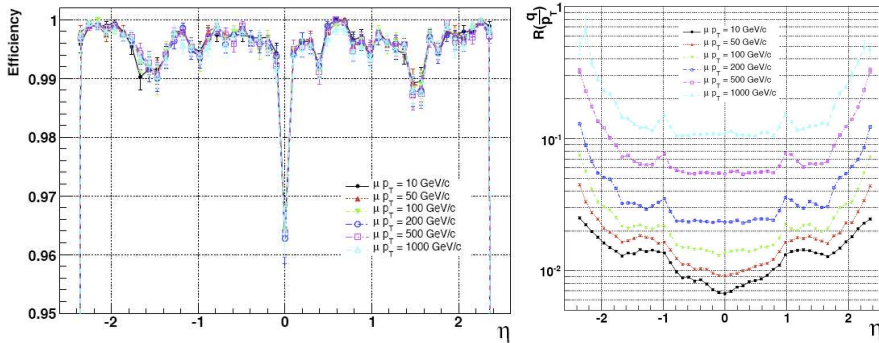 Efficiency
1
0.99
0.98
0.97
0.96
0.95
-2 -1 0 1 2
η
μ p_T = 10 GeV/c
μ p_T = 50 GeV/c
μ p_T = 100 GeV/c
μ p_T = 200 GeV/c
μ p_T = 500 GeV/c
μ p_T = 1000 GeV/c
R(q/p_T)
1
10^-1
10^-2
-2 -1 0 1 2
η
μ p_T = 10 GeV/c
μ p_T = 50 GeV/c
μ p_T = 100 GeV/c
μ p_T = 200 GeV/c
μ p_T = 500 GeV/c
μ p_T = 1000 GeV/c